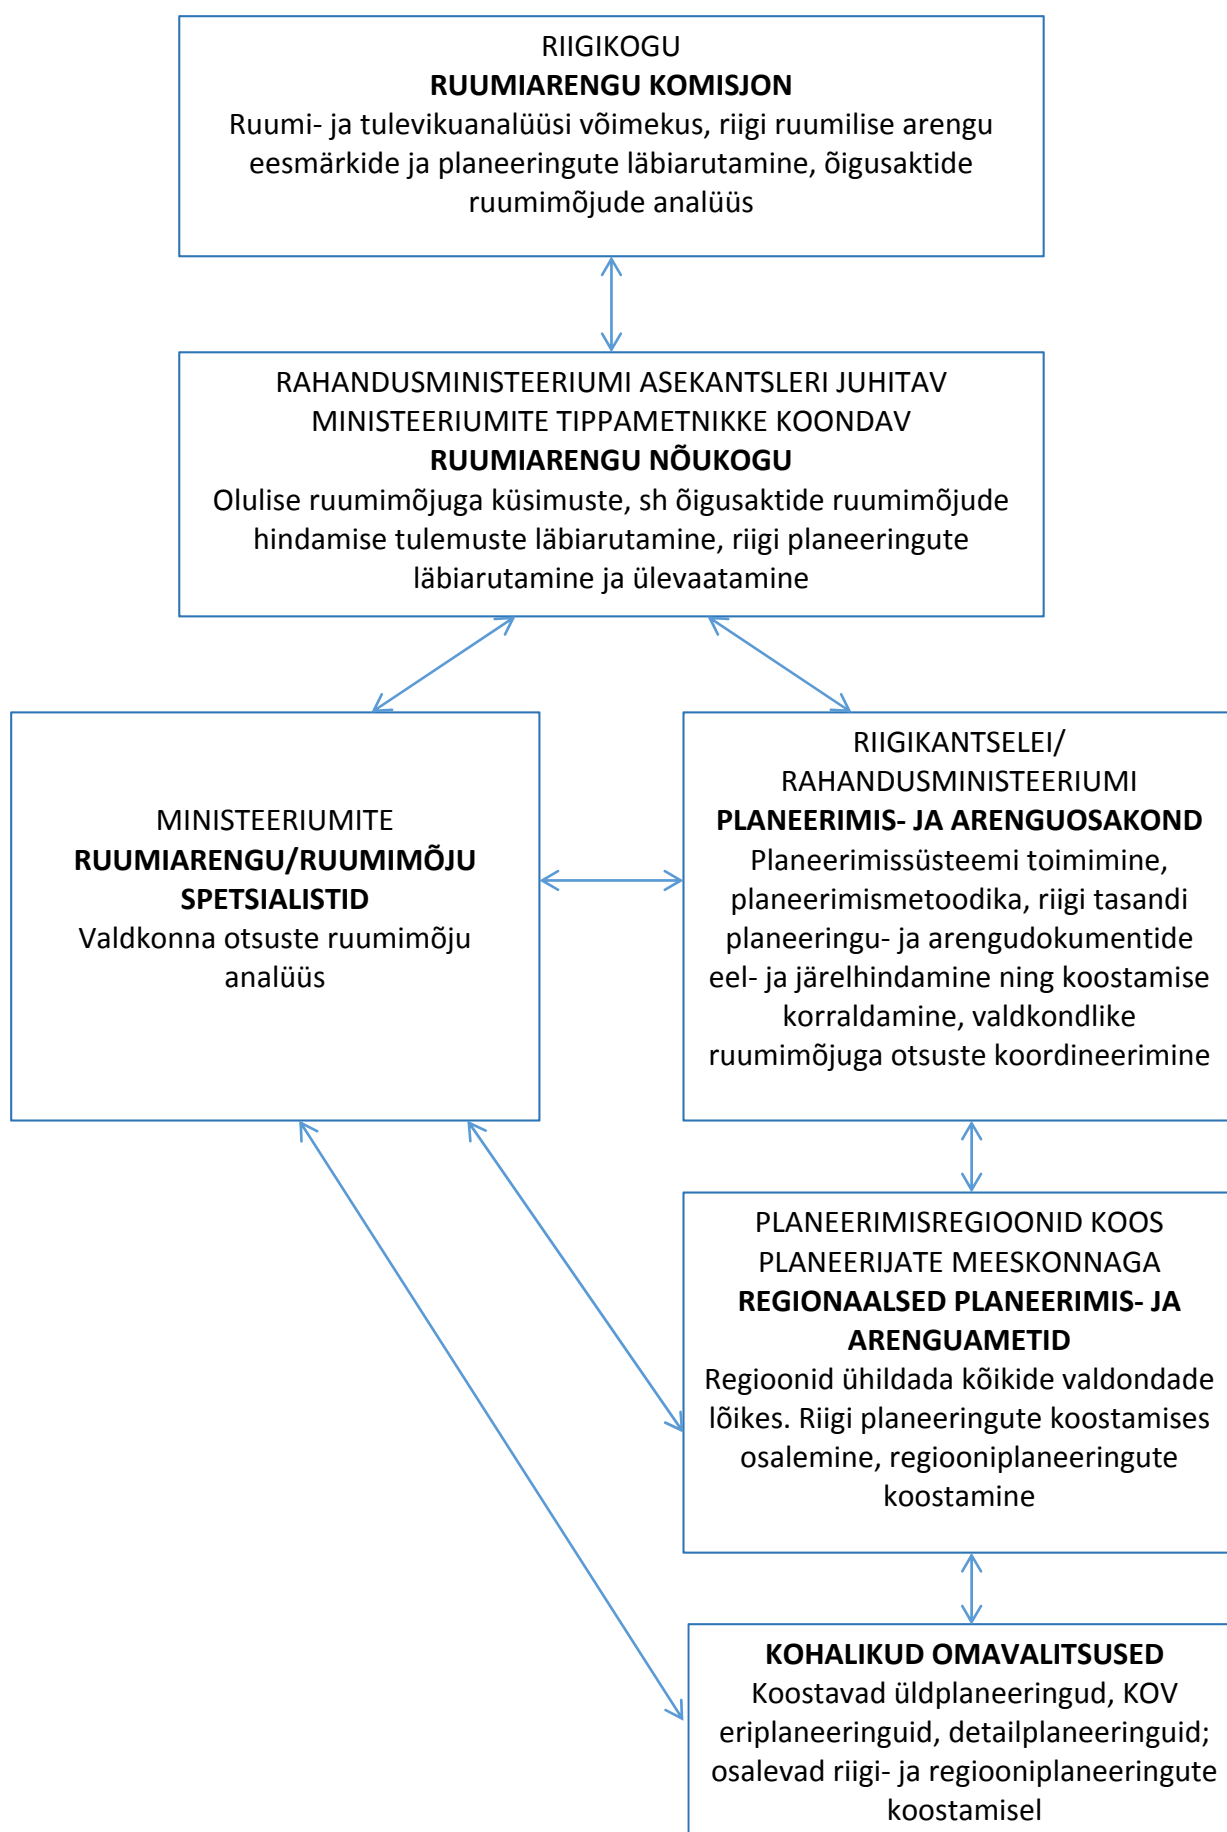 RIIGIKOGU
RUUMIARENGU KOMISJON
Ruumi- ja tulevikuanalüüsi võimekus, riigi ruumilise arengu
eesmärkide ja planeeringute läbiarutamine, õigusaktide
ruumimõjude analüüs
RAHANDUSMINISTEERIUMI ASEKANTSLERI JUHITAV
MINISTEERIUMITE TIPPAMETNIKKE KOONDAV
RUUMIARENGU NÕUKOGU
Olulise ruumimõjuga küsimuste, sh õigusaktide ruumimõjude
hindamise tulemuste läbiarutamine, riigi planeeringute
läbiarutamine ja ülevaatamine
MINISTEERIUMITE
RUUMIARENGU/RUUMIMÕJU
SPETSIALISTID
Valdkonna otsuste ruumimõju
analüüs
RIIGIKANTSELEI/
RAHANDUSMINISTEERIUMI
PLANEERIMIS- JA ARENGUOSAKOND
Planeerimissüsteemi toimimine,
planeerimismetoodika, riigi tasandi
planeeringu- ja arengudokumentide
eel- ja järelhindamine ning koostamise
korraldamine, valdkondlike
ruumimõjuga otsuste koordineerimine
PLANEERIMISREGIOONID KOOS
PLANEERIJATE MEESKONNAGA
REGIONAALSED PLANEERIMIS- JA
ARENGUAMETID
Regioonid ühildada kõikide valdondade
lõikes. Riigi planeeringute koostamises
osalemine, regiooniplaneeringute
koostamine
KOHALIKUD OMAVALITSUSED
Koostavad üldplaneeringud, KOV
eriplaneeringuid, detailplaneeringuid;
osalevad riigi- ja regiooniplaneeringute
koostamisel